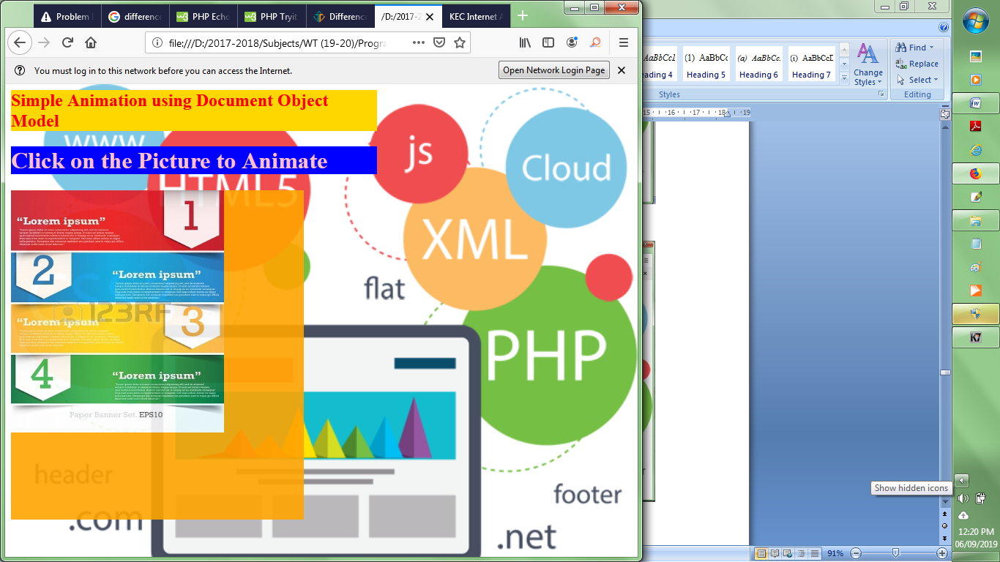 Problem
difference
PHP Echo
PHP Tryit
Difference
/D:/2017-2
KEC Internet A
file:///D:/2017-2018/Subjects/WT (19-20)/Progra
You must log in to this network before you can access the Internet.
Open Network Login Page
Simple Animation using Document Object
Model
Click on the Picture to Animate
WWW
HTML5
js
Cloud
XML
flat
PHP
header
footer
.com
.net
1
“Lorem ipsum”
2
“Lorem ipsum”
123RF
3
“Lorem ipsum”
4
“Lorem ipsum”
Paper Banner Set. EPS10
AaBbCcI (1) AaBbCc (a) AaBbCc. (i) AaBbCcI
eading 4 Heading 5 Heading 6 Heading 7
Change
Styles
Styles
Find
Replace
Select
Editing
15 16 17 18 19
Show hidden icons
91%
K7
12:20 PM
06/09/2019